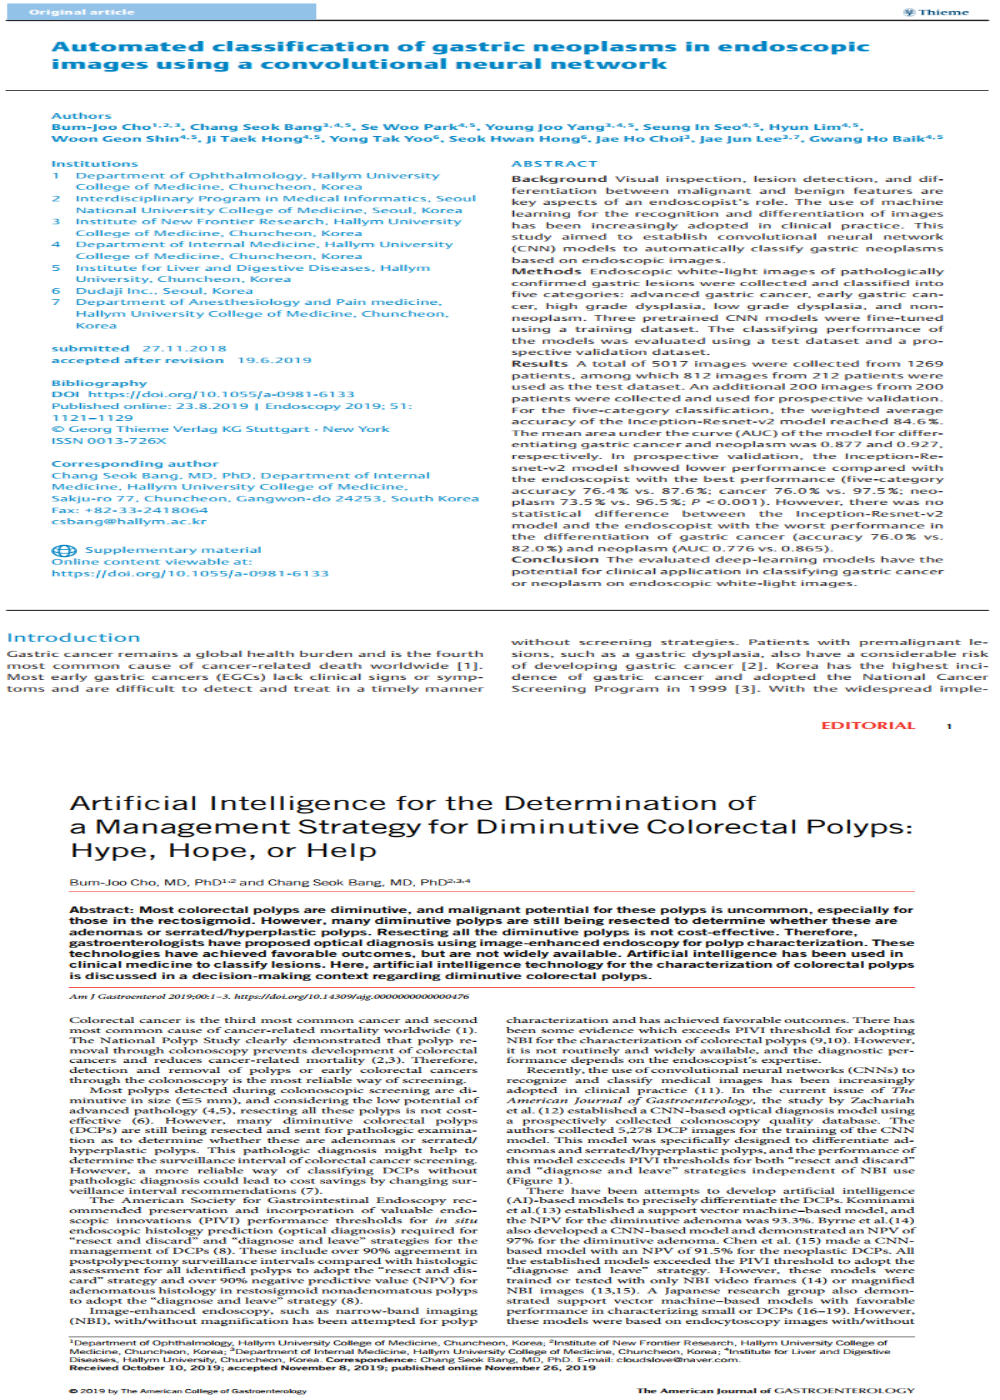 Original article
Thieme
Automated classification of gastric neoplasms in endoscopic
images using a convolutional neural network
Authors
Bum-Joo Cho1,2,3, Chang Seok Bang3,4,5, Se Woo Park4,5, Young Joo Yang3,4,5, Seung In Seo4,5, Hyun Lim4,5,
Woon Geon Shin4,5, Ji Taek Hong4,5, Yong Tak Yoo6, Seok Hwan Hong6, Jae Ho Choi3, Jae Jun Lee3,7, Gwang Ho Baik4,5
Institutions
1 Department of Ophthalmology, Hallym University
College of Medicine, Chuncheon, Korea
2 Interdisciplinary Program in Medical Informatics, Seoul
National University College of Medicine, Seoul, Korea
3 Institute of New Frontier Research, Hallym University
College of Medicine, Chuncheon, Korea
4 Department of Internal Medicine, Hallym University
College of Medicine, Chuncheon, Korea
5 Institute for Liver and Digestive Diseases, Hallym
University, Chuncheon, Korea
6 Dudaji Inc., Seoul, Korea
7 Department of Anesthesiology and Pain medicine,
Hallym University College of Medicine, Chuncheon,
Korea
submitted 27.11.2018
accepted after revision 19.6.2019
Bibliography
DOI https://doi.org/10.1055/a-0981-6133
Published online: 23.8.2019 | Endoscopy 2019; 51:
1121–1129
© Georg Thieme Verlag KG Stuttgart · New York
ISSN 0013-726X
Corresponding author
Chang Seok Bang, MD, PhD, Department of Internal
Medicine, Hallym University College of Medicine,
Sakju-ro 77, Chuncheon, Gangwon-do 24253, South Korea
Fax: +82-33-2418064
csbang@hallym.ac.kr
Supplementary material
Online content viewable at:
https://doi.org/10.1055/a-0981-6133
ABSTRACT
Background Visual inspection, lesion detection, and dif-
ferentiation between malignant and benign features are
key aspects of an endoscopist's role. The use of machine
learning for the recognition and differentiation of images
has been increasingly adopted in clinical practice. This
study aimed to establish convolutional neural network
(CNN) models to automatically classify gastric neoplasms
based on endoscopic images.
Methods Endoscopic white-light images of pathologically
confirmed gastric lesions were collected and classified into
five categories: advanced gastric cancer, early gastric can-
cer, high grade dysplasia, low grade dysplasia, and non-
neoplasm. Three pretrained CNN models were fine-tuned
using a training dataset. The classifying performance of
the models was evaluated using a test dataset and a pro-
spective validation dataset.
Results A total of 5017 images were collected from 1269
patients, among which 812 images from 212 patients were
used as the test dataset. An additional 200 images from 200
patients were collected and used for prospective validation.
For the five-category classification, the weighted average
accuracy of the Inception-Resnet-v2 model reached 84.6%.
The mean area under the curve (AUC) of the model for differ-
entiating gastric cancer and neoplasm was 0.877 and 0.927,
respectively. In prospective validation, the Inception-Re-
snet-v2 model showed lower performance compared with
the endoscopist with the best performance (five-category
accuracy 76.4% vs. 87.6%; cancer 76.0% vs. 97.5%; neo-
plasm 73.5% vs. 96.5%; P <0.001). However, there was no
statistical difference between the Inception-Resnet-v2
model and the endoscopist with the worst performance in
the differentiation of gastric cancer (accuracy 76.0% vs.
82.0%) and neoplasm (AUC 0.776 vs. 0.865).
Conclusion The evaluated deep-learning models have the
potential for clinical application in classifying gastric cancer
or neoplasm on endoscopic white-light images.
Introduction
Gastric cancer remains a global health burden and is the fourth
most common cause of cancer-related death worldwide [1].
Most early gastric cancers (EGCs) lack clinical signs or symp-
toms and are difficult to detect and treat in a timely manner
without screening strategies. Patients with premalignant le-
sions, such as a gastric dysplasia, also have a considerable risk
of developing gastric cancer [2]. Korea has the highest inci-
dence of gastric cancer and adopted the National Cancer
Screening Program in 1999 [3]. With the widespread imple-
EDITORIAL 1
Artificial Intelligence for the Determination of
a Management Strategy for Diminutive Colorectal Polyps:
Hype, Hope, or Help
Bum-Joo Cho, MD, PhD1,2 and Chang Seok Bang, MD, PhD2,3,4
Abstract: Most colorectal polyps are diminutive, and malignant potential for these polyps is uncommon, especially for
those in the rectosigmoid. However, many diminutive polyps are still being resected to determine whether these are
adenomas or serrated/hyperplastic polyps. Resecting all the diminutive polyps is not cost-effective. Therefore,
gastroenterologists have proposed optical diagnosis using image-enhanced endoscopy for polyp characterization. These
technologies have achieved favorable outcomes, but are not widely available. Artificial intelligence has been used in
clinical medicine to classify lesions. Here, artificial intelligence technology for the characterization of colorectal polyps
is discussed in a decision-making context regarding diminutive colorectal polyps.
Am J Gastroenterol 2019;00:1–3. https://doi.org/10.14309/ajg.0000000000000476
Colorectal cancer is the third most common cancer and second
most common cause of cancer-related mortality worldwide (1).
The National Polyp Study clearly demonstrated that polyp re-
moval through colonoscopy prevents development of colorectal
cancers and reduces cancer-related mortality (2,3). Therefore,
detection and removal of polyps or early colorectal cancers
through the colonoscopy is the most reliable way of screening.
Most polyps detected during colonoscopic screening are di-
minutive in size (≤5 mm), and considering the low potential of
advanced pathology (4,5), resecting all these polyps is not cost-
effective (6). However, many diminutive colorectal polyps
(DCPs) are still being resected and sent for pathologic examina-
tion as to determine whether these are adenomas or serrated/
hyperplastic polyps. This pathologic diagnosis might help to
determine the surveillance interval of colorectal cancer screening.
However, a more reliable way of classifying DCPs without
pathologic diagnosis could lead to cost savings by changing sur-
veillance interval recommendations (7).
The American Society for Gastrointestinal Endoscopy rec-
ommended preservation and incorporation of valuable endo-
scopic innovations (PIVI) performance thresholds for in situ
endoscopic histology prediction (optical diagnosis) required for
"resect and discard" and "diagnose and leave" strategies for the
management of DCPs (8). These include over 90% agreement in
postpolypectomy surveillance intervals compared with histologic
assessment for all identified polyps to adopt the "resect and dis-
card" strategy and over 90% negative predictive value (NPV) for
adenomatous histology in restosigmoid nonadenomatous polyps
to adopt the "diagnose and leave" strategy (8).
Image-enhanced endoscopy, such as narrow-band imaging
(NBI), with/without magnification has been attempted for polyp
characterization and has achieved favorable outcomes. There has
been some evidence which exceeds PIVI threshold for adopting
NBI for the characterization of colorectal polyps (9,10). However,
it is not routinely and widely available, and the diagnostic per-
formance depends on the endoscopist's expertise.
Recently, the use of convolutional neural networks (CNNs) to
recognize and classify medical images has been increasingly
adopted in clinical practice (11). In the current issue of The
American Journal of Gastroenterology, the study by Zachariah
et al. (12) established a CNN-based optical diagnosis model using
a prospectively collected colonoscopy quality database. The
authors collected 5,278 DCP images for the training of the CNN
model. This model was specifically designed to differentiate ad-
enomas and serrated/hyperplastic polyps, and the performance of
this model exceeds PIVI thresholds for both "resect and discard"
and "diagnose and leave" strategies independent of NBI use
(Figure 1).
There have been attempts to develop artificial intelligence
(AI)-based models to precisely differentiate the DCPs. Kominami
et al.(13) established a support vector machine–based model, and
the NPV for the diminutive adenoma was 93.3%. Byrne et al.(14)
also developed a CNN-based model and demonstrated an NPV of
97% for the diminutive adenoma. Chen et al. (15) made a CNN-
based model with an NPV of 91.5% for the neoplastic DCPs. All
the established models exceeded the PIVI threshold to adopt the
"diagnose and leave" strategy. However, these models were
trained or tested with only NBI video frames (14) or magnified
NBI images (13,15). A Japanese research group also demon-
strated support vector machine–based models with favorable
performance in characterizing small or DCPs (16–19). However,
these models were based on endocytoscopy images with/without
1Department of Ophthalmology, Hallym University College of Medicine, Chuncheon, Korea; 2Institute of New Frontier Research, Hallym University College of
Medicine, Chuncheon, Korea; 3Department of Internal Medicine, Hallym University College of Medicine, Chuncheon, Korea; 4Institute for Liver and Digestive
Diseases, Hallym University, Chuncheon, Korea. Correspondence: Chang Seok Bang, MD, PhD. E-mail: cloudslove@naver.com.
Received October 10, 2019; accepted November 8, 2019; published online November 26, 2019
© 2019 by The American College of Gastroenterology
The American Journal of GASTROENTEROLOGY